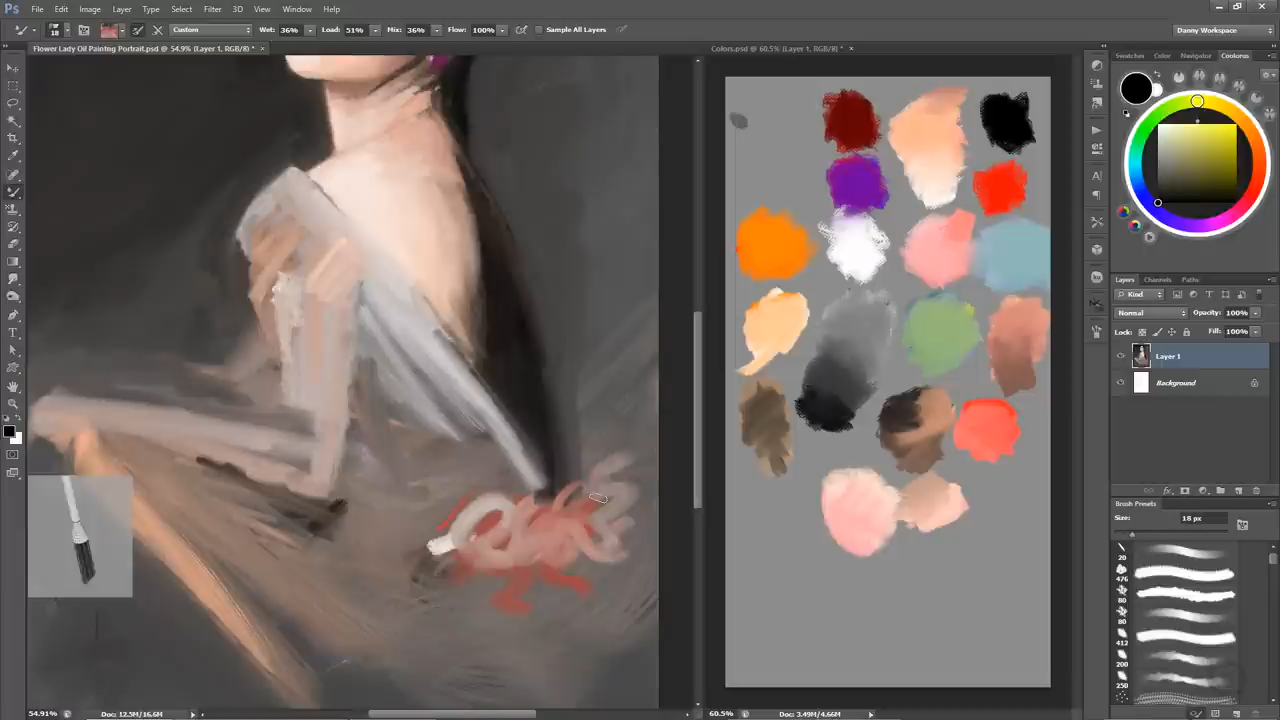 Ps File Edit Image Layer Type Select Filter 3D View Window Help
18 Custom Wet: 36% Load: 51% Mix: 36% Flow: 100% Sample All Layers Danny Workspace
Flower Lady Oil Painting Portrait.psd @ 54.9% (Layer 1, RGB/8) * × Colors.psd @ 60.5% (Layer 1, RGB/8) * ×
Swatches Color Navigator Coolorus
Layers Channels Paths
Kind
Normal Opacity: 100%
Lock: Fill: 100%
Layer 1
Background
fx
Brush Presets
Size: 18 px
20
476
80
80
412
200
250
54.91% Doc: 12.5M/16.6M 60.5% Doc: 3.49M/4.66M